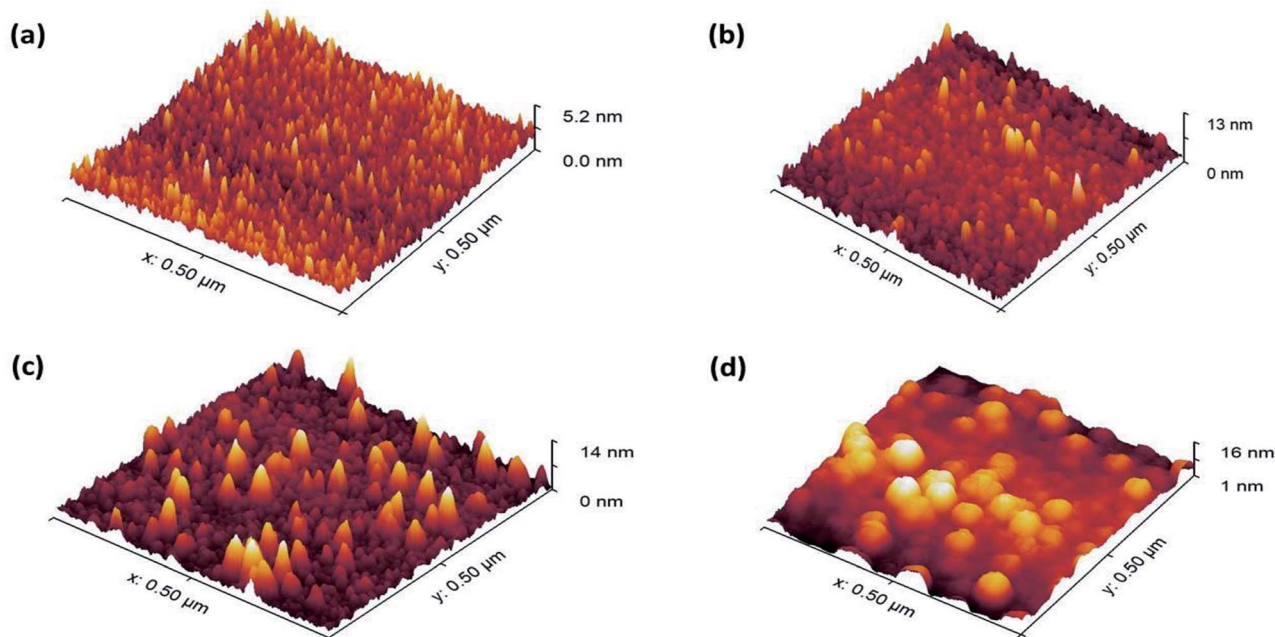 (a)
5.2 nm
0.0 nm
x: 0.50 µm
y: 0.50 µm
(b)
13 nm
0 nm
x: 0.50 µm
y: 0.50 µm
(c)
14 nm
0 nm
x: 0.50 µm
y: 0.50 µm
(d)
16 nm
1 nm
x: 0.50 µm
y: 0.50 µm